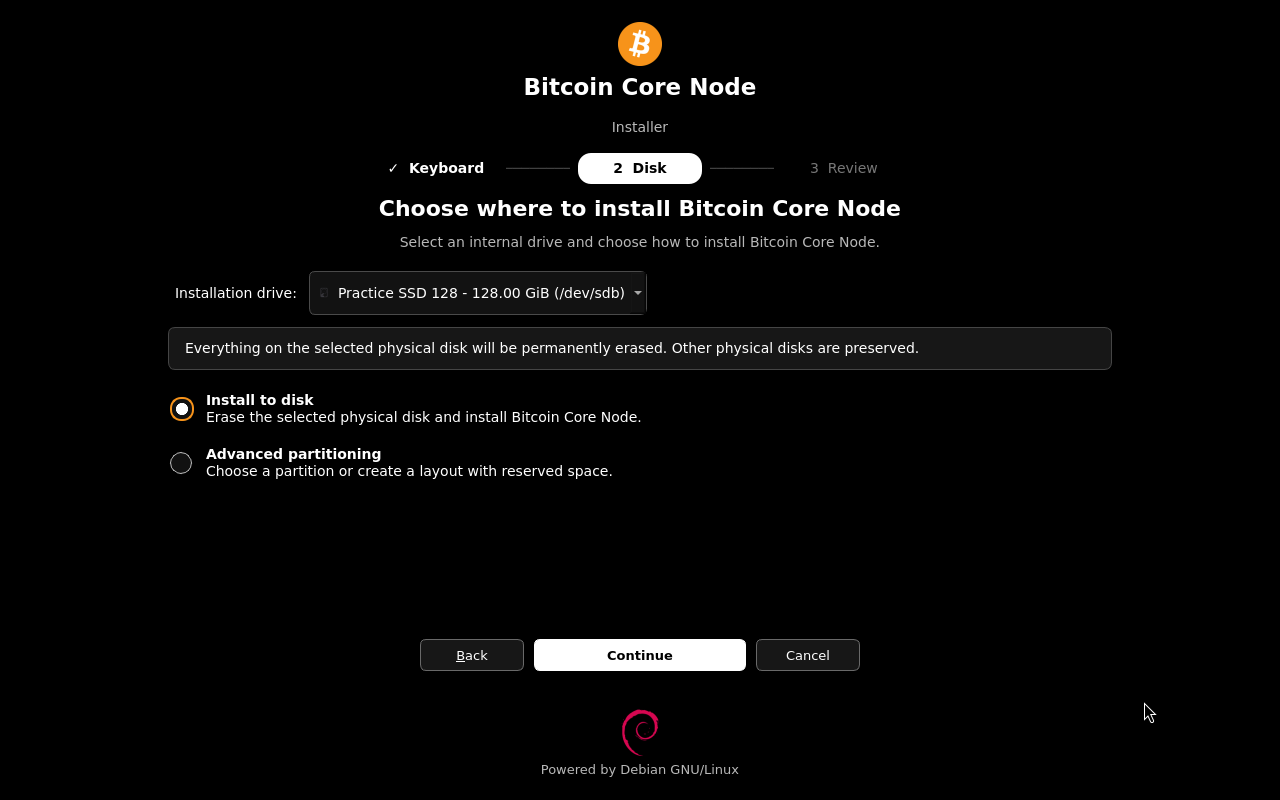 Bitcoin Core Node
Installer
✓ Keyboard
2 Disk
3 Review
Choose where to install Bitcoin Core Node
Select an internal drive and choose how to install Bitcoin Core Node.
Installation drive: Practice SSD 128 - 128.00 GiB (/dev/sdb)
Everything on the selected physical disk will be permanently erased. Other physical disks are preserved.
Install to disk
Erase the selected physical disk and install Bitcoin Core Node.
Advanced partitioning
Choose a partition or create a layout with reserved space.
Back
Continue
Cancel
Powered by Debian GNU/Linux